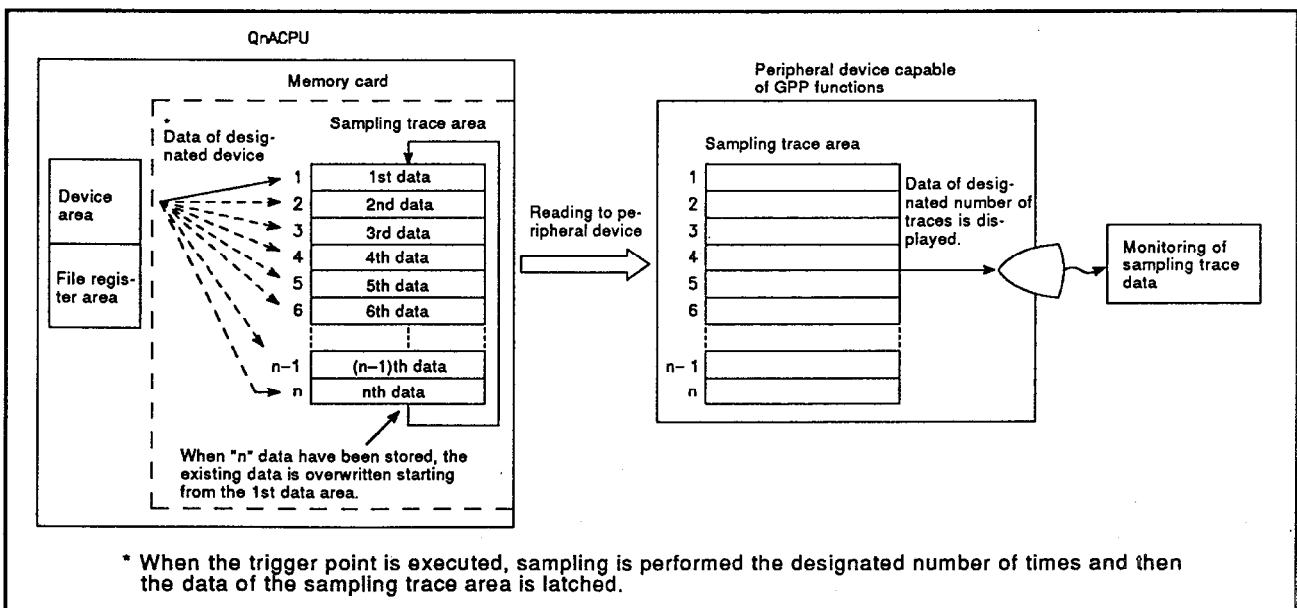 QnACPU
Memory card
*
Data of desig-
nated device
Sampling trace area
Device
area
File regis-
ter area
1
1st data
2
2nd data
3
3rd data
4
4th data
5
5th data
6
6th data
n-1
(n-1)th data
n
nth data
When "n" data have been stored, the
existing data is overwritten starting
from the 1st data area.
Reading to pe-
ripheral device
Peripheral device capable
of GPP functions
Sampling trace area
1
2
3
4
5
6
n- 1
n
Data of desig-
nated number of
traces is dis-
played.
Monitoring of
sampling trace
data
* When the trigger point is executed, sampling is performed the designated number of times and then
the data of the sampling trace area is latched.